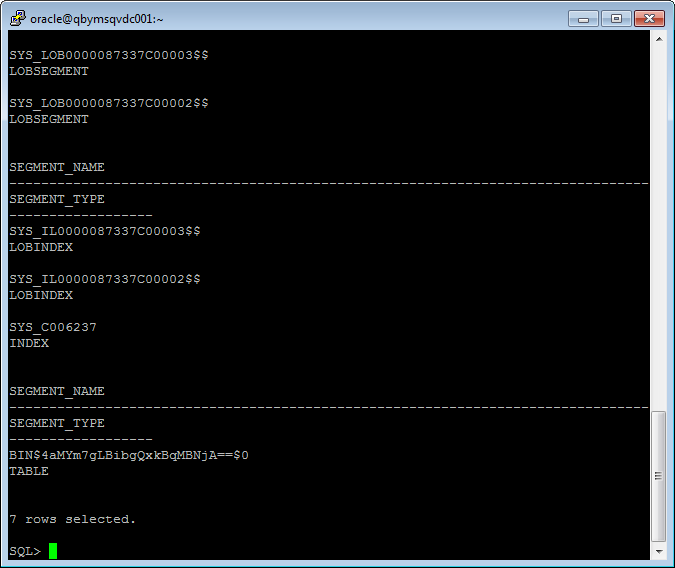 oracle@qbymsqvdc001:~
SYS_LOB0000087337C00003$$
LOBSEGMENT
SYS_LOB0000087337C00002$$
LOBSEGMENT
SEGMENT_NAME
--------------------------------------------------------------------------------
SEGMENT_TYPE
------------------
SYS_IL0000087337C00003$$
LOBINDEX
SYS_IL0000087337C00002$$
LOBINDEX
SYS_C006237
INDEX
SEGMENT_NAME
--------------------------------------------------------------------------------
SEGMENT_TYPE
------------------
BIN$4aMYm7gLBibgQxkBqMBNjA==$0
TABLE
7 rows selected.
SQL>